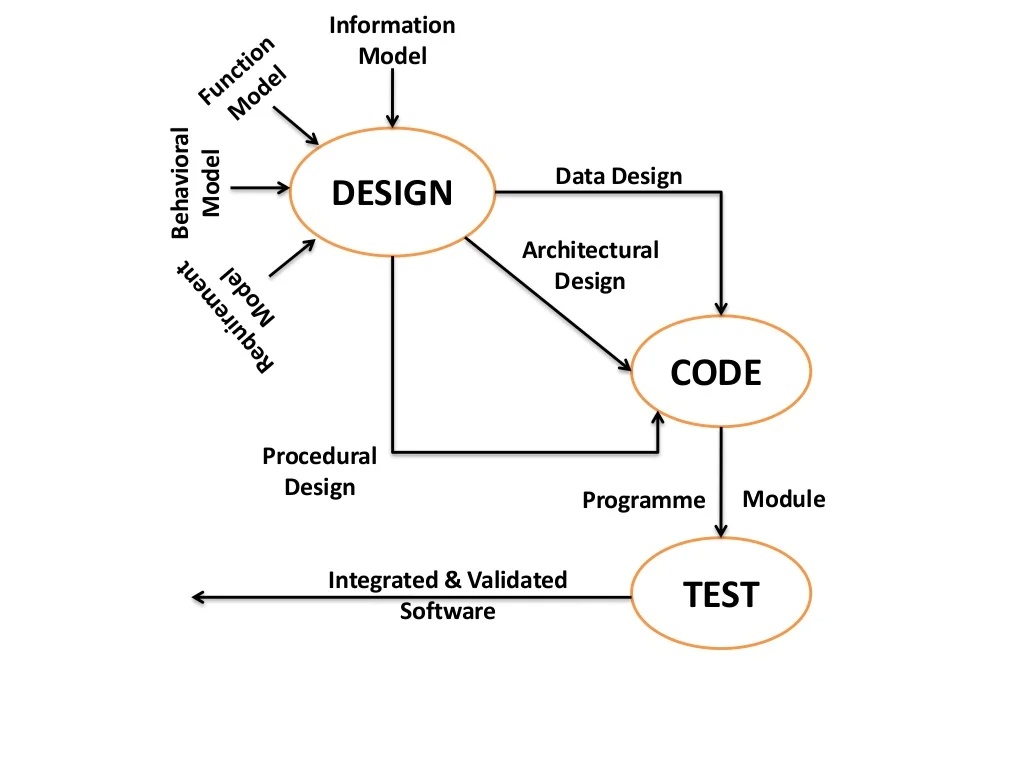 Information
Model
Function
Model
Behavioral
Model
Requirement
Model
DESIGN
Data Design
Architectural
Design
CODE
Procedural
Design
Programme Module
TEST
Integrated & Validated
Software